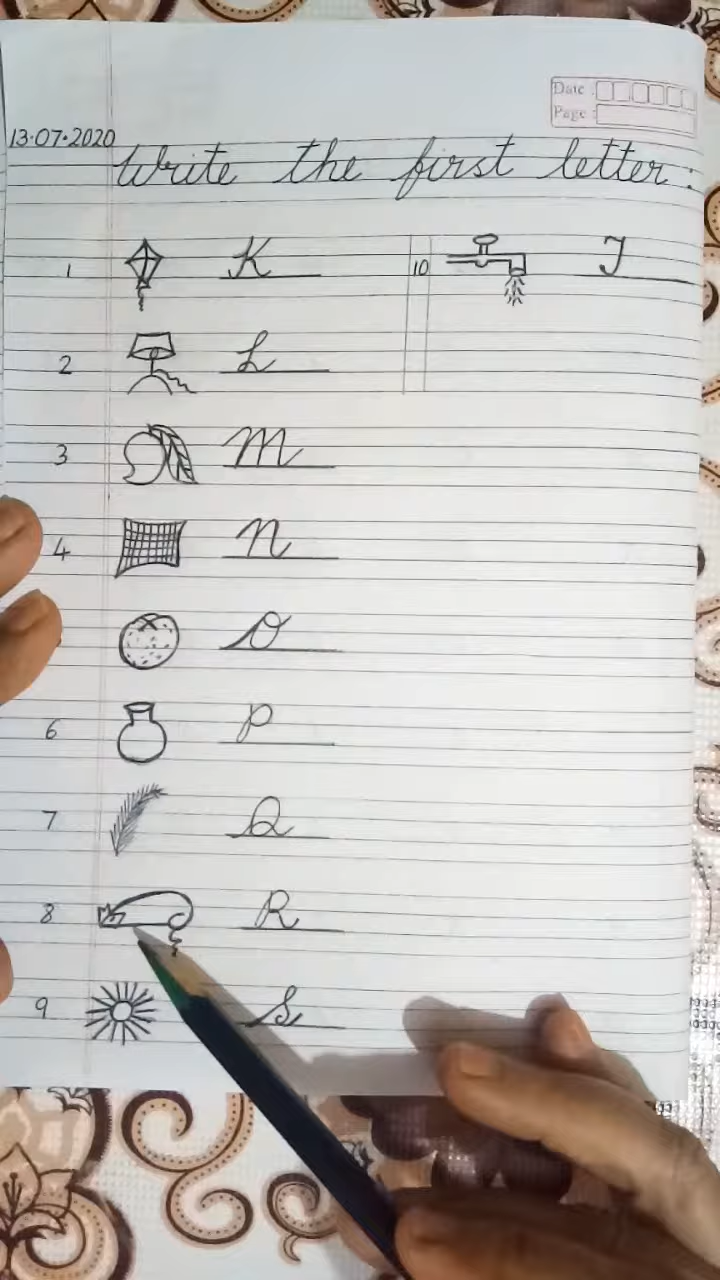 Date :
Page :
13.07.2020
Write the first letter :
1 K
10 T
2 L
3 M
4 N
O
6 P
7 Q
8 R
9 S